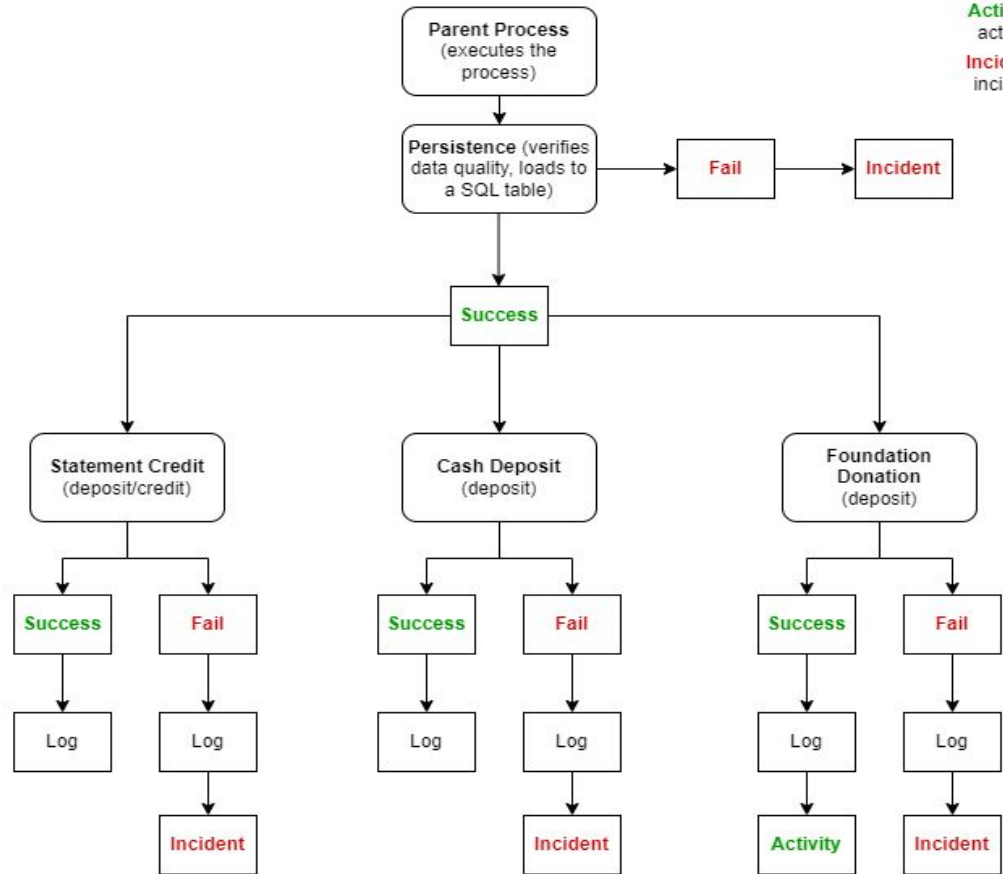 Parent Process
(executes the
process)
Persistence (verifies
data quality, loads to
a SQL table)
Fail
Incident
Success
Statement Credit
(deposit/credit)
Cash Deposit
(deposit)
Foundation
Donation
(deposit)
Success
Fail
Success
Fail
Success
Fail
Log
Log
Log
Log
Log
Log
Incident
Incident
Activity
Incident